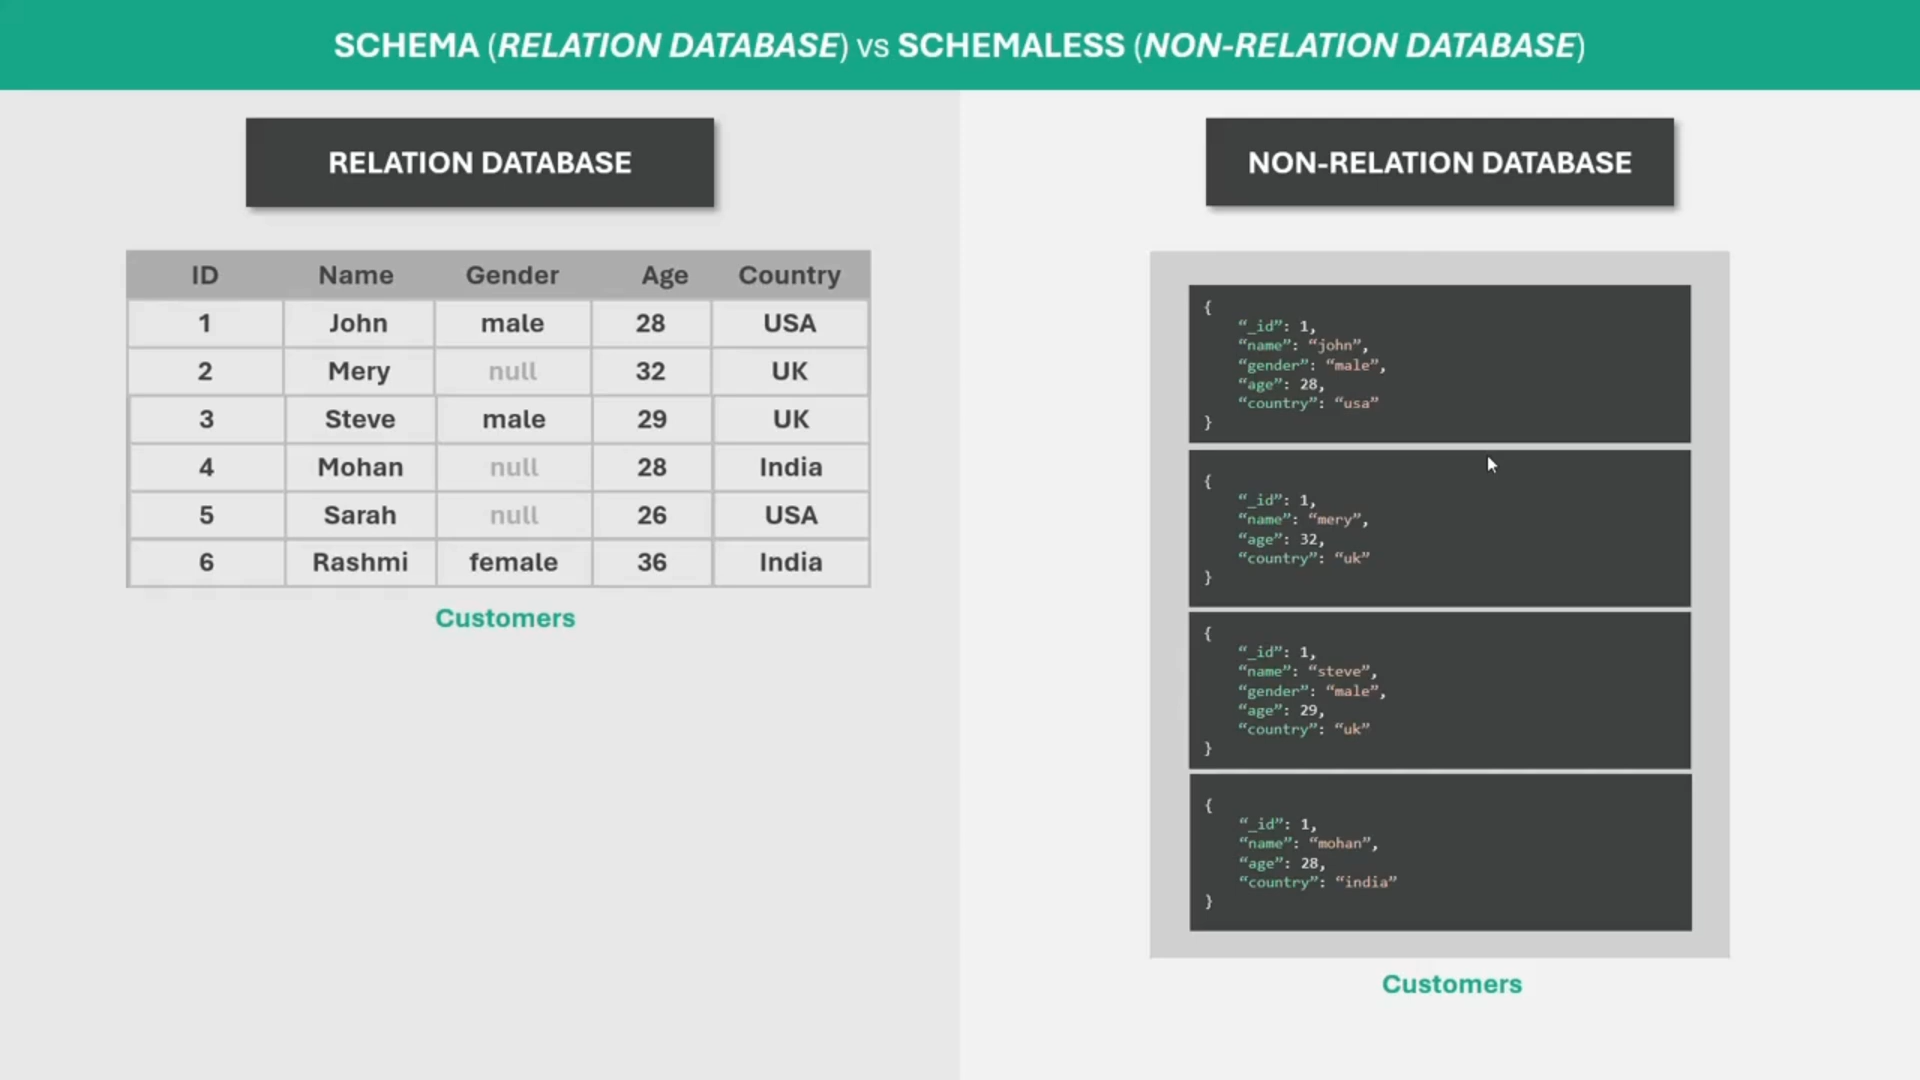 SCHEMA (RELATION DATABASE) vs SCHEMALESS (NON-RELATION DATABASE)
RELATION DATABASE
ID Name Gender Age Country
1 John male 28 USA
2 Mery null 32 UK
3 Steve male 29 UK
4 Mohan null 28 India
5 Sarah null 26 USA
6 Rashmi female 36 India
Customers
NON-RELATION DATABASE
{
“_id”: 1,
“name”: “john”,
“gender”: “male”,
“age”: 28,
“country”: “usa”
}
{
“_id”: 1,
“name”: “mery”,
“age”: 32,
“country”: “uk”
}
{
“_id”: 1,
“name”: “steve”,
“gender”: “male”,
“age”: 29,
“country”: “uk”
}
{
“_id”: 1,
“name”: “mohan”,
“age”: 28,
“country”: “india”
}
Customers